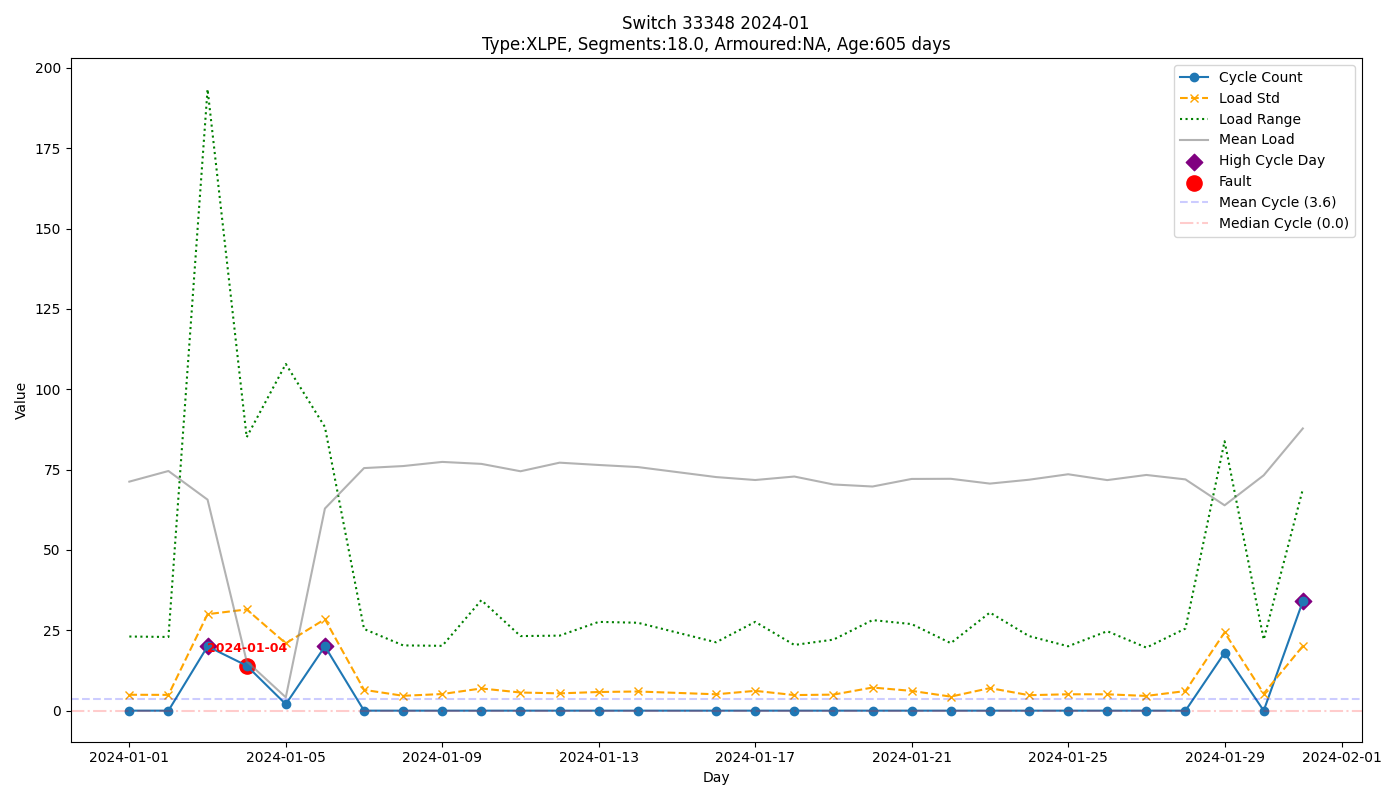 Switch 33348 2024-01
Type:XLPE, Segments:18.0, Armoured:NA, Age:605 days
200
175
150
125
100
75
50
25
0
Value
Cycle Count
Load Std
Load Range
Mean Load
High Cycle Day
Fault
Mean Cycle (3.6)
Median Cycle (0.0)
2024-01-04
2024-01-01 2024-01-05 2024-01-09 2024-01-13 2024-01-17 2024-01-21 2024-01-25 2024-01-29 2024-02-01
Day